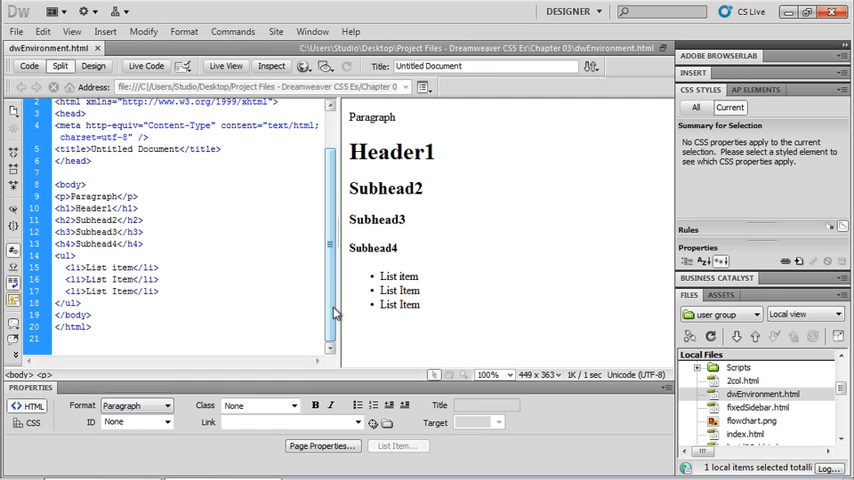 Dw
DESIGNER
CS Live
File Edit View Insert Modify Format Commands Site Window Help
dwEnvironment.html ×
C:\Users\Studio\Desktop\Project Files - Dreamweaver CS5 Es\Chapter 03\dwEnvironment.html
Code Split Design Live Code Live View Inspect Title: Untitled Document
Address: file:///C|/Users/Studio/Desktop/Project Files - Dreamweaver CS5 Es/Chapter 0
2 <html xmlns="http://www.w3.org/1999/xhtml">
3 <head>
4 <meta http-equiv="Content-Type" content="text/html;
charset=utf-8" />
5 <title>Untitled Document</title>
6 </head>
7
8 <body>
9 <p>Paragraph</p>
10 <h1>Header1</h1>
11 <h2>Subhead2</h2>
12 <h3>Subhead3</h3>
13 <h4>Subhead4</h4>
14 <ul>
15 <li>List item</li>
16 <li>List Item</li>
17 <li>List Item</li>
18 </ul>
19 </body>
20 </html>
21
Paragraph
Header1
Subhead2
Subhead3
Subhead4
• List item
• List Item
• List Item
<body> <p>
100% 449 x 363 1K / 1 sec Unicode (UTF-8)
PROPERTIES
HTML Format Paragraph Class None B I Title
CSS ID None Link Target
Page Properties... List Item...
ADOBE BROWSERLAB
INSERT
CSS STYLES AP ELEMENTS
All Current
Summary for Selection
No CSS properties apply to the current
selection. Please select a styled element to
see which CSS properties apply.
Rules
Properties
BUSINESS CATALYST
FILES ASSETS
user group Local view
Local Files
Scripts
2col.html
dwEnvironment.html
fixedSidebar.html
flowchart.png
index.html
1 local items selected totalli Log...